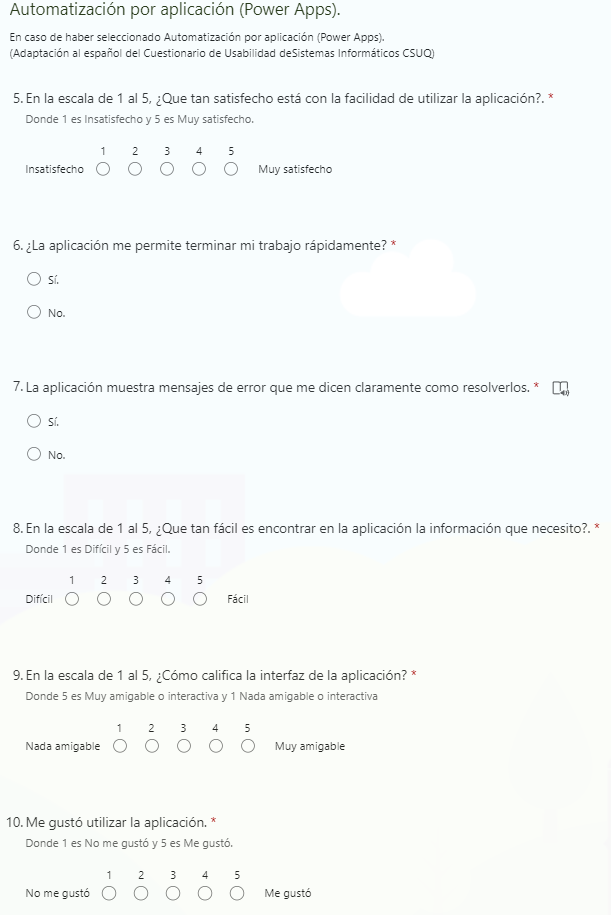 Automatización por aplicación (Power Apps).
En caso de haber seleccionado Automatización por aplicación (Power Apps).
(Adaptación al español del Cuestionario de Usabilidad deSistemas Informáticos CSUQ)
5. En la escala de 1 al 5, ¿Que tan satisfecho está con la facilidad de utilizar la aplicación?. *
Donde 1 es Insatisfecho y 5 es Muy satisfecho.
1 2 3 4 5
Insatisfecho Muy satisfecho
6. ¿La aplicación me permite terminar mi trabajo rápidamente? *
Sí.
No.
7. La aplicación muestra mensajes de error que me dicen claramente como resolverlos. *
Sí.
No.
8. En la escala de 1 al 5, ¿Que tan fácil es encontrar en la aplicación la información que necesito?. *
Donde 1 es Difícil y 5 es Fácil.
1 2 3 4 5
Difícil Fácil
9. En la escala de 1 al 5, ¿Cómo califica la interfaz de la aplicación? *
Donde 5 es Muy amigable o interactiva y 1 Nada amigable o interactiva
1 2 3 4 5
Nada amigable Muy amigable
10. Me gustó utilizar la aplicación. *
Donde 1 es No me gustó y 5 es Me gustó.
1 2 3 4 5
No me gustó Me gustó